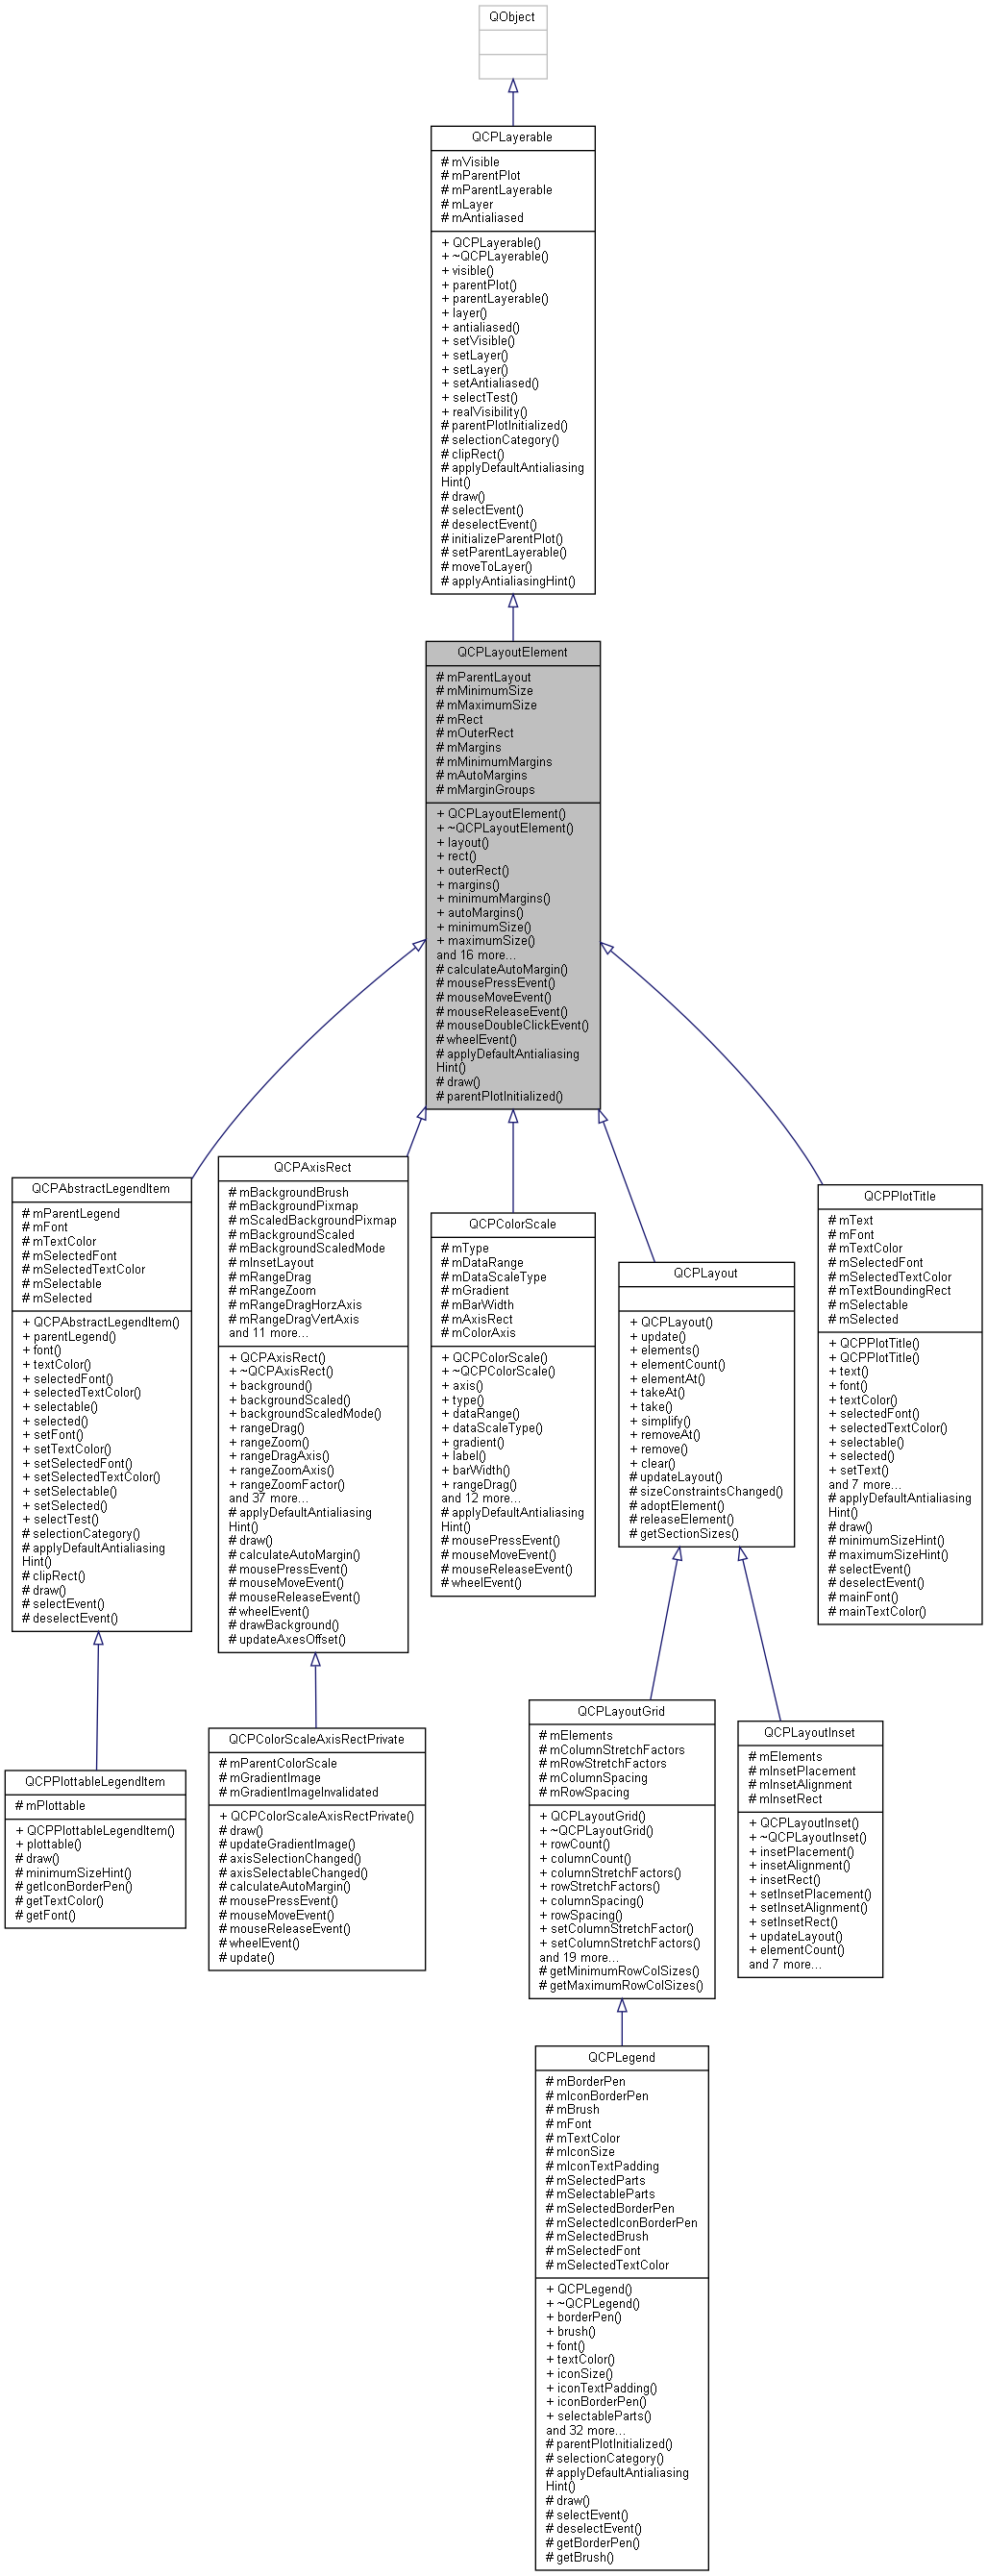 QObject
QCPLayerable
# mVisible
# mParentPlot
# mParentLayerable
# mLayer
# mAntialiased
+ QCPLayerable()
+ ~QCPLayerable()
+ visible()
+ parentPlot()
+ parentLayerable()
+ layer()
+ antialiased()
+ setVisible()
+ setLayer()
+ setLayer()
+ setAntialiased()
+ selectTest()
+ realVisibility()
# parentPlotInitialized()
# selectionCategory()
# clipRect()
# applyDefaultAntialiasing
Hint()
# draw()
# selectEvent()
# deselectEvent()
# initializeParentPlot()
# setParentLayerable()
# moveToLayer()
# applyAntialiasingHint()
QCPLayoutElement
# mParentLayout
# mMinimumSize
# mMaximumSize
# mRect
# mOuterRect
# mMargins
# mMinimumMargins
# mAutoMargins
# mMarginGroups
+ QCPLayoutElement()
+ ~QCPLayoutElement()
+ layout()
+ rect()
+ outerRect()
+ margins()
+ minimumMargins()
+ autoMargins()
+ minimumSize()
+ maximumSize()
and 16 more...
# calculateAutoMargin()
# mousePressEvent()
# mouseMoveEvent()
# mouseReleaseEvent()
# mouseDoubleClickEvent()
# wheelEvent()
# applyDefaultAntialiasing
Hint()
# draw()
# parentPlotInitialized()
QCPAbstractLegendItem
# mParentLegend
# mFont
# mTextColor
# mSelectedFont
# mSelectedTextColor
# mSelectable
# mSelected
+ QCPAbstractLegendItem()
+ parentLegend()
+ font()
+ textColor()
+ selectedFont()
+ selectedTextColor()
+ selectable()
+ selected()
+ setFont()
+ setTextColor()
+ setSelectedFont()
+ setSelectedTextColor()
+ setSelectable()
+ setSelected()
+ selectTest()
# selectionCategory()
# applyDefaultAntialiasing
Hint()
# clipRect()
# draw()
# selectEvent()
# deselectEvent()
QCPAxisRect
# mBackgroundBrush
# mBackgroundPixmap
# mScaledBackgroundPixmap
# mBackgroundScaled
# mBackgroundScaledMode
# mInsetLayout
# mRangeDrag
# mRangeZoom
# mRangeDragHorzAxis
# mRangeDragVertAxis
and 11 more...
+ QCPAxisRect()
+ ~QCPAxisRect()
+ background()
+ backgroundScaled()
+ backgroundScaledMode()
+ rangeDrag()
+ rangeZoom()
+ rangeDragAxis()
+ rangeZoomAxis()
+ rangeZoomFactor()
and 37 more...
# applyDefaultAntialiasing
Hint()
# draw()
# calculateAutoMargin()
# mousePressEvent()
# mouseMoveEvent()
# mouseReleaseEvent()
# wheelEvent()
# drawBackground()
# updateAxesOffset()
QCPColorScale
# mType
# mDataRange
# mDataScaleType
# mGradient
# mBarWidth
# mAxisRect
# mColorAxis
+ QCPColorScale()
+ ~QCPColorScale()
+ axis()
+ type()
+ dataRange()
+ dataScaleType()
+ gradient()
+ label()
+ barWidth()
+ rangeDrag()
and 12 more...
# applyDefaultAntialiasing
Hint()
# mousePressEvent()
# mouseMoveEvent()
# mouseReleaseEvent()
# wheelEvent()
QCPLayout
+ QCPLayout()
+ update()
+ elements()
+ elementCount()
+ elementAt()
+ takeAt()
+ take()
+ simplify()
+ removeAt()
+ remove()
+ clear()
# updateLayout()
# sizeConstraintsChanged()
# adoptElement()
# releaseElement()
# getSectionSizes()
QCPPlotTitle
# mText
# mFont
# mTextColor
# mSelectedFont
# mSelectedTextColor
# mTextBoundingRect
# mSelectable
# mSelected
+ QCPPlotTitle()
+ QCPPlotTitle()
+ text()
+ font()
+ textColor()
+ selectedFont()
+ selectedTextColor()
+ selectable()
+ selected()
+ setText()
and 7 more...
# applyDefaultAntialiasing
Hint()
# draw()
# minimumSizeHint()
# maximumSizeHint()
# selectEvent()
# deselectEvent()
# mainFont()
# mainTextColor()
QCPPlottableLegendItem
# mPlottable
+ QCPPlottableLegendItem()
+ plottable()
# draw()
# minimumSizeHint()
# getIconBorderPen()
# getTextColor()
# getFont()
QCPColorScaleAxisRectPrivate
# mParentColorScale
# mGradientImage
# mGradientImageInvalidated
+ QCPColorScaleAxisRectPrivate()
# draw()
# updateGradientImage()
# axisSelectionChanged()
# axisSelectableChanged()
# calculateAutoMargin()
# mousePressEvent()
# mouseMoveEvent()
# mouseReleaseEvent()
# wheelEvent()
# update()
QCPLayoutGrid
# mElements
# mColumnStretchFactors
# mRowStretchFactors
# mColumnSpacing
# mRowSpacing
+ QCPLayoutGrid()
+ ~QCPLayoutGrid()
+ rowCount()
+ columnCount()
+ columnStretchFactors()
+ rowStretchFactors()
+ columnSpacing()
+ rowSpacing()
+ setColumnStretchFactor()
+ setColumnStretchFactors()
and 19 more...
# getMinimumRowColSizes()
# getMaximumRowColSizes()
QCPLayoutInset
# mElements
# mInsetPlacement
# mInsetAlignment
# mInsetRect
+ QCPLayoutInset()
+ ~QCPLayoutInset()
+ insetPlacement()
+ insetAlignment()
+ insetRect()
+ setInsetPlacement()
+ setInsetAlignment()
+ setInsetRect()
+ updateLayout()
+ elementCount()
and 7 more...
QCPLegend
# mBorderPen
# mIconBorderPen
# mBrush
# mFont
# mTextColor
# mIconSize
# mIconTextPadding
# mSelectedParts
# mSelectableParts
# mSelectedBorderPen
# mSelectedIconBorderPen
# mSelectedBrush
# mSelectedFont
# mSelectedTextColor
+ QCPLegend()
+ ~QCPLegend()
+ borderPen()
+ brush()
+ font()
+ textColor()
+ iconSize()
+ iconTextPadding()
+ iconBorderPen()
+ selectableParts()
and 32 more...
# parentPlotInitialized()
# selectionCategory()
# applyDefaultAntialiasing
Hint()
# draw()
# selectEvent()
# deselectEvent()
# getBorderPen()
# getBrush()